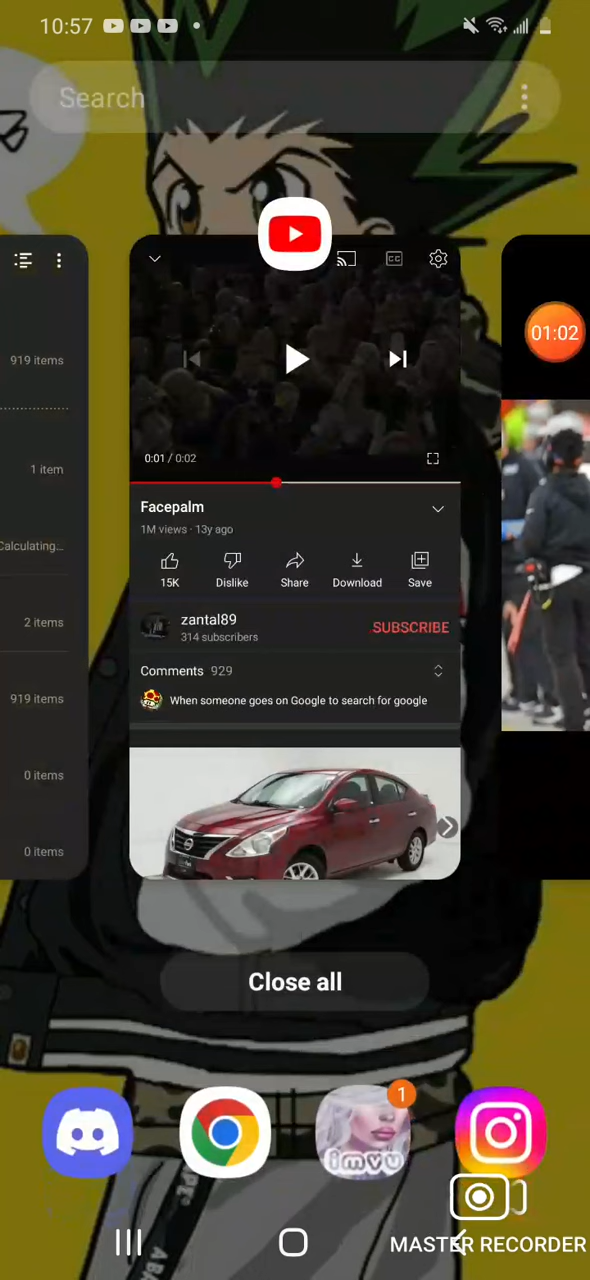 10:57
Search
01:02
919 items
1 item
Calculating...
2 items
919 items
0 items
0 items
CC
0:01 / 0:02
Facepalm
1M views · 13y ago
15K
Dislike
Share
Download
Save
zantal89
314 subscribers
SUBSCRIBE
Comments 929
When someone goes on Google to search for google
Close all
1
imvu
MASTER RECORDER